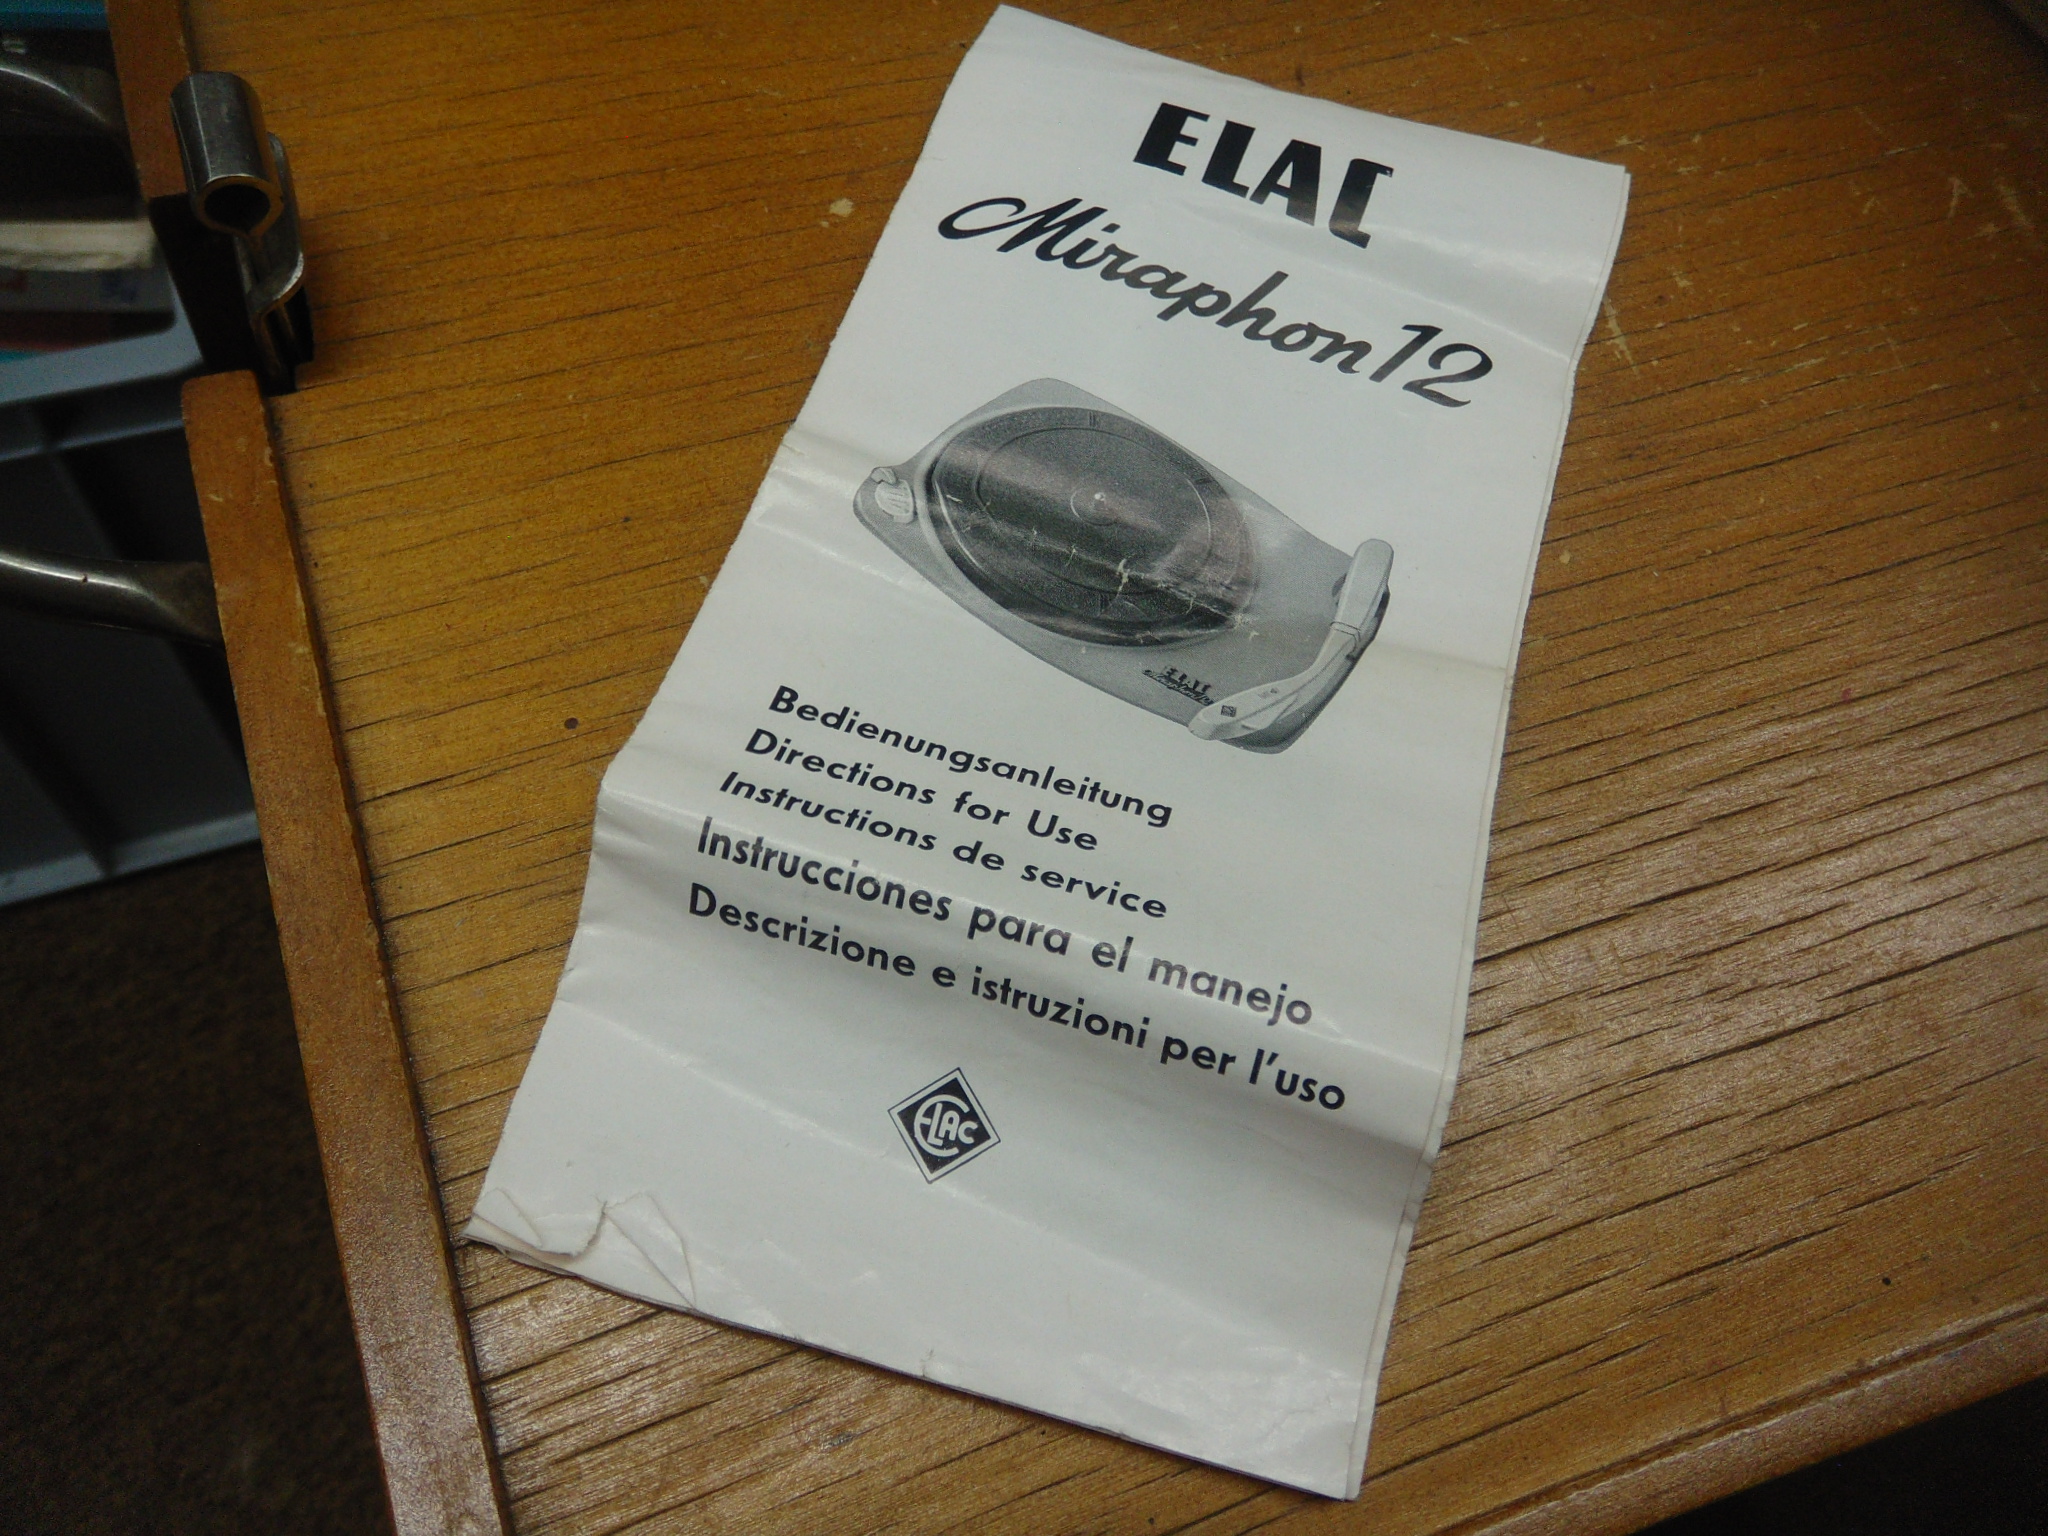 ELAC
Miraphon 12
ELAC
Bedienungsanleitung
Directions for Use
Instructions de service
Instrucciones para el manejo
Descrizione e istruzioni per l'uso
ELAC